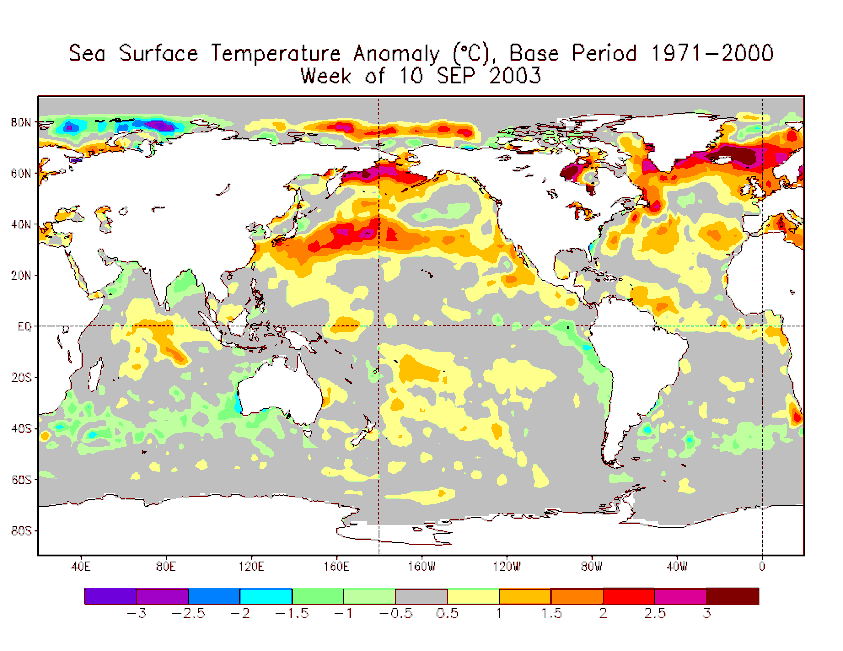 Sea Surface Temperature Anomaly (°C), Base Period 1971-2000
Week of 10 SEP 2003
80N
60N
40N
20N
EQ
20S
40S
60S
80S
40E 80E 120E 160E 160W 120W 80W 40W 0
-3 -2.5 -2 -1.5 -1 -0.5 0.5 1 1.5 2 2.5 3